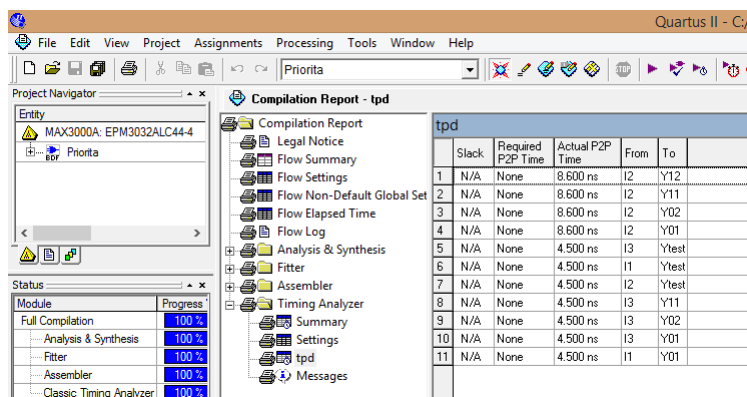 Quartus II - C:/
File Edit View Project Assignments Processing Tools Window Help
Priorita
STOP
Project Navigator
Entity
MAX3000A: EPM3032ALC44-4
BDF Priorita
Status
Module Progress
Full Compilation 100 %
Analysis & Synthesis 100 %
Fitter 100 %
Assembler 100 %
Classic Timing Analyzer 100 %
Compilation Report - tpd
Compilation Report
Legal Notice
Flow Summary
Flow Settings
Flow Non-Default Global Set
Flow Elapsed Time
Flow Log
Analysis & Synthesis
Fitter
Assembler
Timing Analyzer
Summary
Settings
tpd
Messages
tpd
Slack Required P2P Time Actual P2P Time From To
1 N/A None 8.600 ns I2 Y12
2 N/A None 8.600 ns I2 Y11
3 N/A None 8.600 ns I2 Y02
4 N/A None 8.600 ns I2 Y01
5 N/A None 4.500 ns I3 Ytest
6 N/A None 4.500 ns I1 Ytest
7 N/A None 4.500 ns I2 Ytest
8 N/A None 4.500 ns I3 Y11
9 N/A None 4.500 ns I3 Y02
10 N/A None 4.500 ns I3 Y01
11 N/A None 4.500 ns I1 Y01